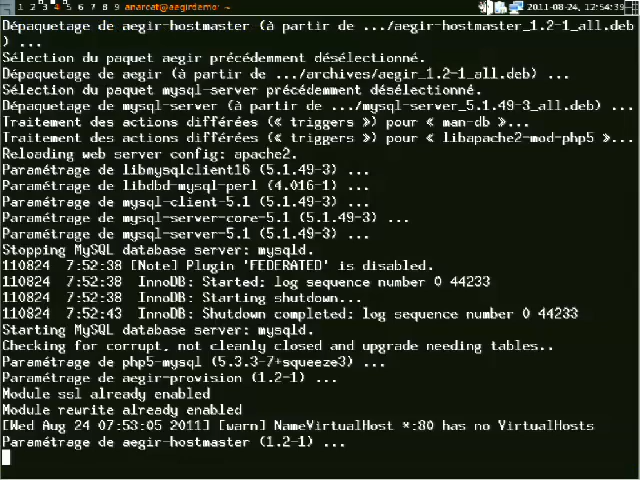 1 2 3 4 5 6 7 8 9 anarcat@aegirdemo: ~ 2011-08-24, 12:54:39
Dépaquetage de aegir-hostmaster (à partir de .../aegir-hostmaster_1.2-1_all.deb
) ...
Sélection du paquet aegir précédemment désélectionné.
Dépaquetage de aegir (à partir de .../archives/aegir_1.2-1_all.deb) ...
Sélection du paquet mysql-server précédemment désélectionné.
Dépaquetage de mysql-server (à partir de .../mysql-server_5.1.49-3_all.deb) ...
Traitement des actions différées (« triggers ») pour « man-db »...
Traitement des actions différées (« triggers ») pour « libapache2-mod-php5 »...
Reloading web server config: apache2.
Paramétrage de libmysqlclient16 (5.1.49-3) ...
Paramétrage de libdbd-mysql-perl (4.016-1) ...
Paramétrage de mysql-client-5.1 (5.1.49-3) ...
Paramétrage de mysql-server-core-5.1 (5.1.49-3) ...
Paramétrage de mysql-server-5.1 (5.1.49-3) ...
Stopping MySQL database server: mysqld.
110824  7:52:38 [Note] Plugin 'FEDERATED' is disabled.
110824  7:52:38  InnoDB: Started; log sequence number 0 44233
110824  7:52:38  InnoDB: Starting shutdown...
110824  7:52:43  InnoDB: Shutdown completed; log sequence number 0 44233
Starting MySQL database server: mysqld.
Checking for corrupt, not cleanly closed and upgrade needing tables..
Paramétrage de php5-mysql (5.3.3-7+squeeze3) ...
Paramétrage de aegir-provision (1.2-1) ...
Module ssl already enabled
Module rewrite already enabled
[Wed Aug 24 07:53:05 2011] [warn] NameVirtualHost *:80 has no VirtualHosts
Paramétrage de aegir-hostmaster (1.2-1) ...